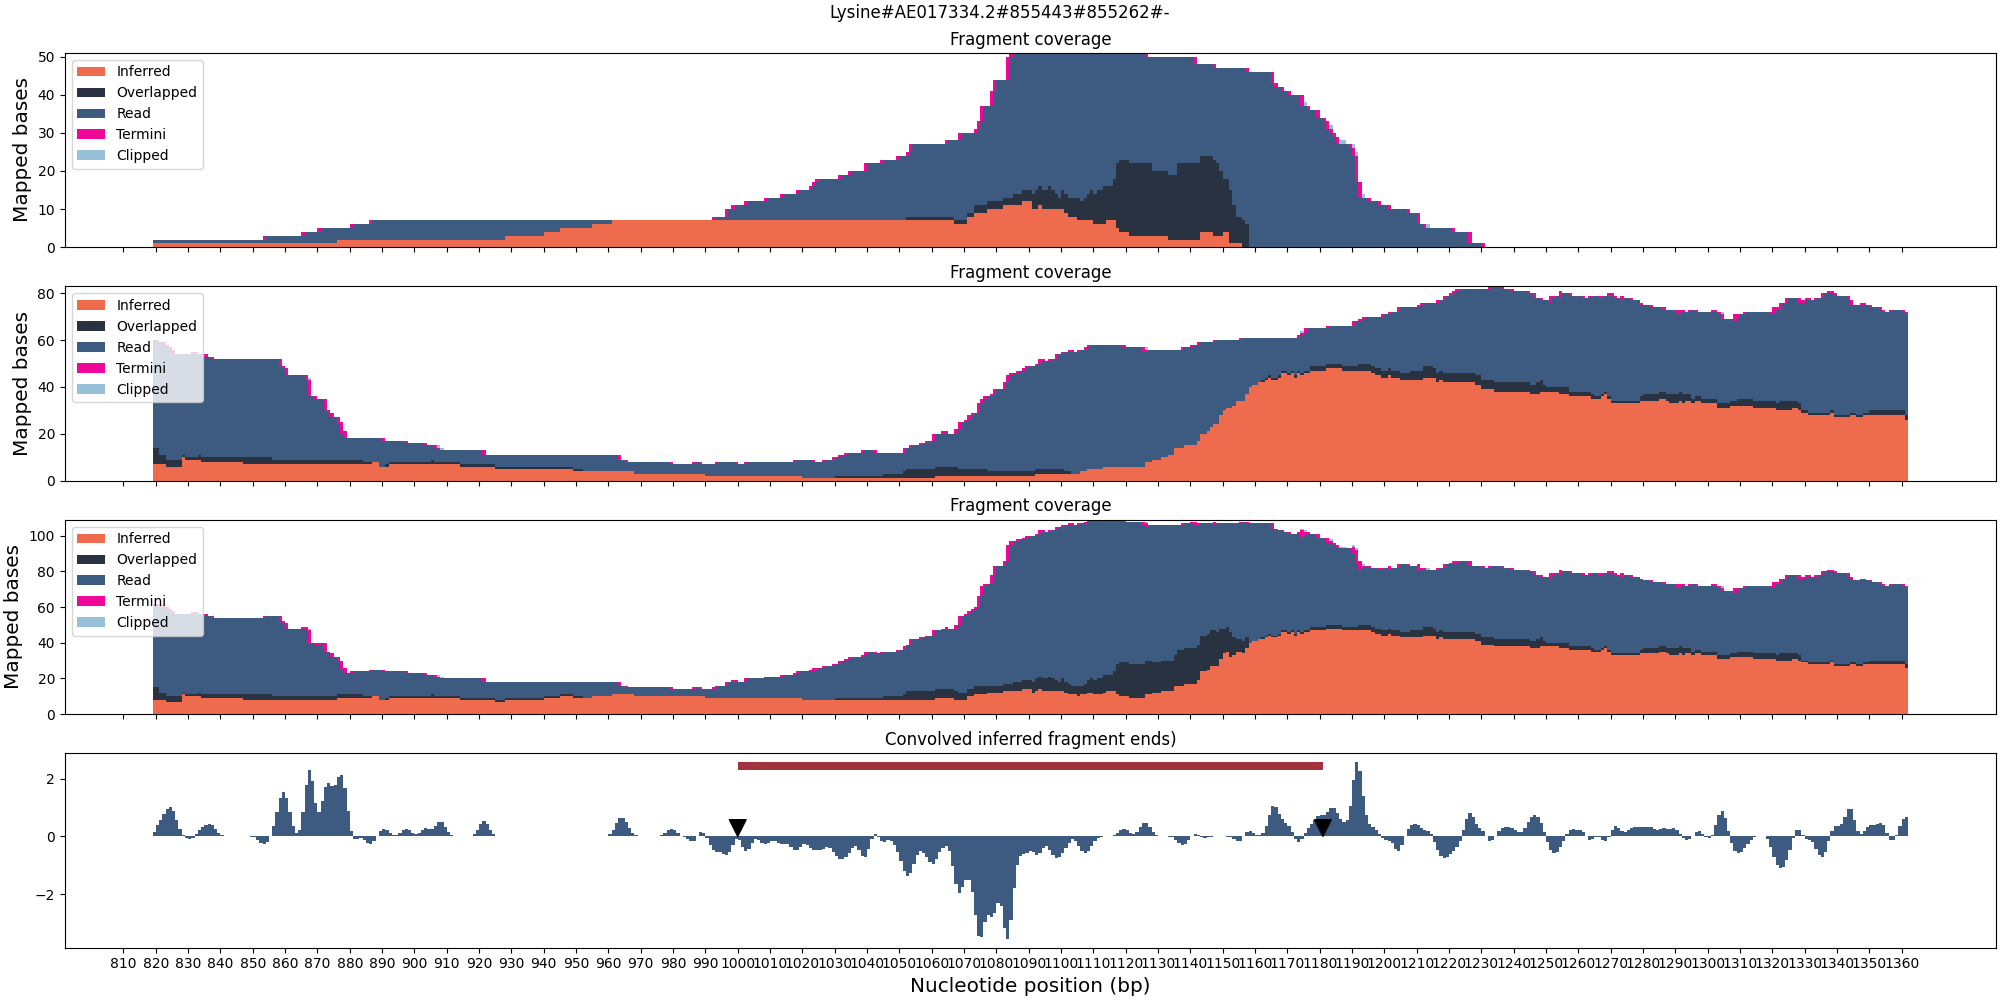 Lysine#AE017334.2#855443#855262#-
Fragment coverage
Mapped bases
50
40
30
20
10
0
Inferred
Overlapped
Read
Termini
Clipped
Fragment coverage
Mapped bases
80
60
40
20
0
Inferred
Overlapped
Read
Termini
Clipped
Fragment coverage
Mapped bases
100
80
60
40
20
0
Inferred
Overlapped
Read
Termini
Clipped
Convolved inferred fragment ends)
2
0
−2
810 820 830 840 850 860 870 880 890 900 910 920 930 940 950 960 970 980 990 1000 1010 1020 1030 1040 1050 1060 1070 1080 1090 1100 1110 1120 1130 1140 1150 1160 1170 1180 1190 1200 1210 1220 1230 1240 1250 1260 1270 1280 1290 1300 1310 1320 1330 1340 1350 1360
Nucleotide position (bp)